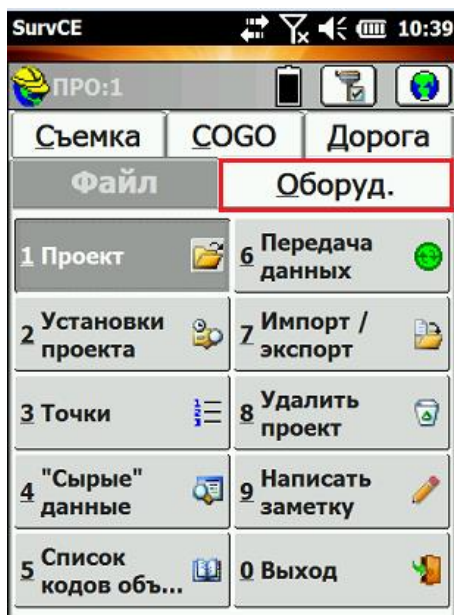 SurvCE 10:39
ПРО:1
Съемка COGO Дорога
Файл Оборуд.
1 Проект
6 Передача
данных
2 Установки
проекта
7 Импорт /
экспорт
3 Точки
8 Удалить
проект
4 "Сырые"
данные
9 Написать
заметку
5 Список
кодов объ...
0 Выход